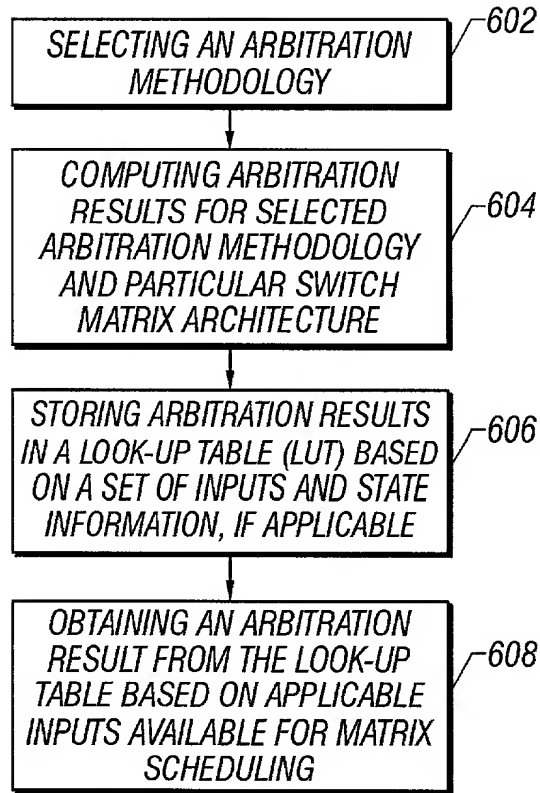 SELECTING AN ARBITRATION
METHODOLOGY
602
COMPUTING ARBITRATION
RESULTS FOR SELECTED
ARBITRATION METHODOLOGY
AND PARTICULAR SWITCH
MATRIX ARCHITECTURE
604
STORING ARBITRATION RESULTS
IN A LOOK-UP TABLE (LUT) BASED
ON A SET OF INPUTS AND STATE
INFORMATION, IF APPLICABLE
606
OBTAINING AN ARBITRATION
RESULT FROM THE LOOK-UP
TABLE BASED ON APPLICABLE
INPUTS AVAILABLE FOR MATRIX
SCHEDULING
608